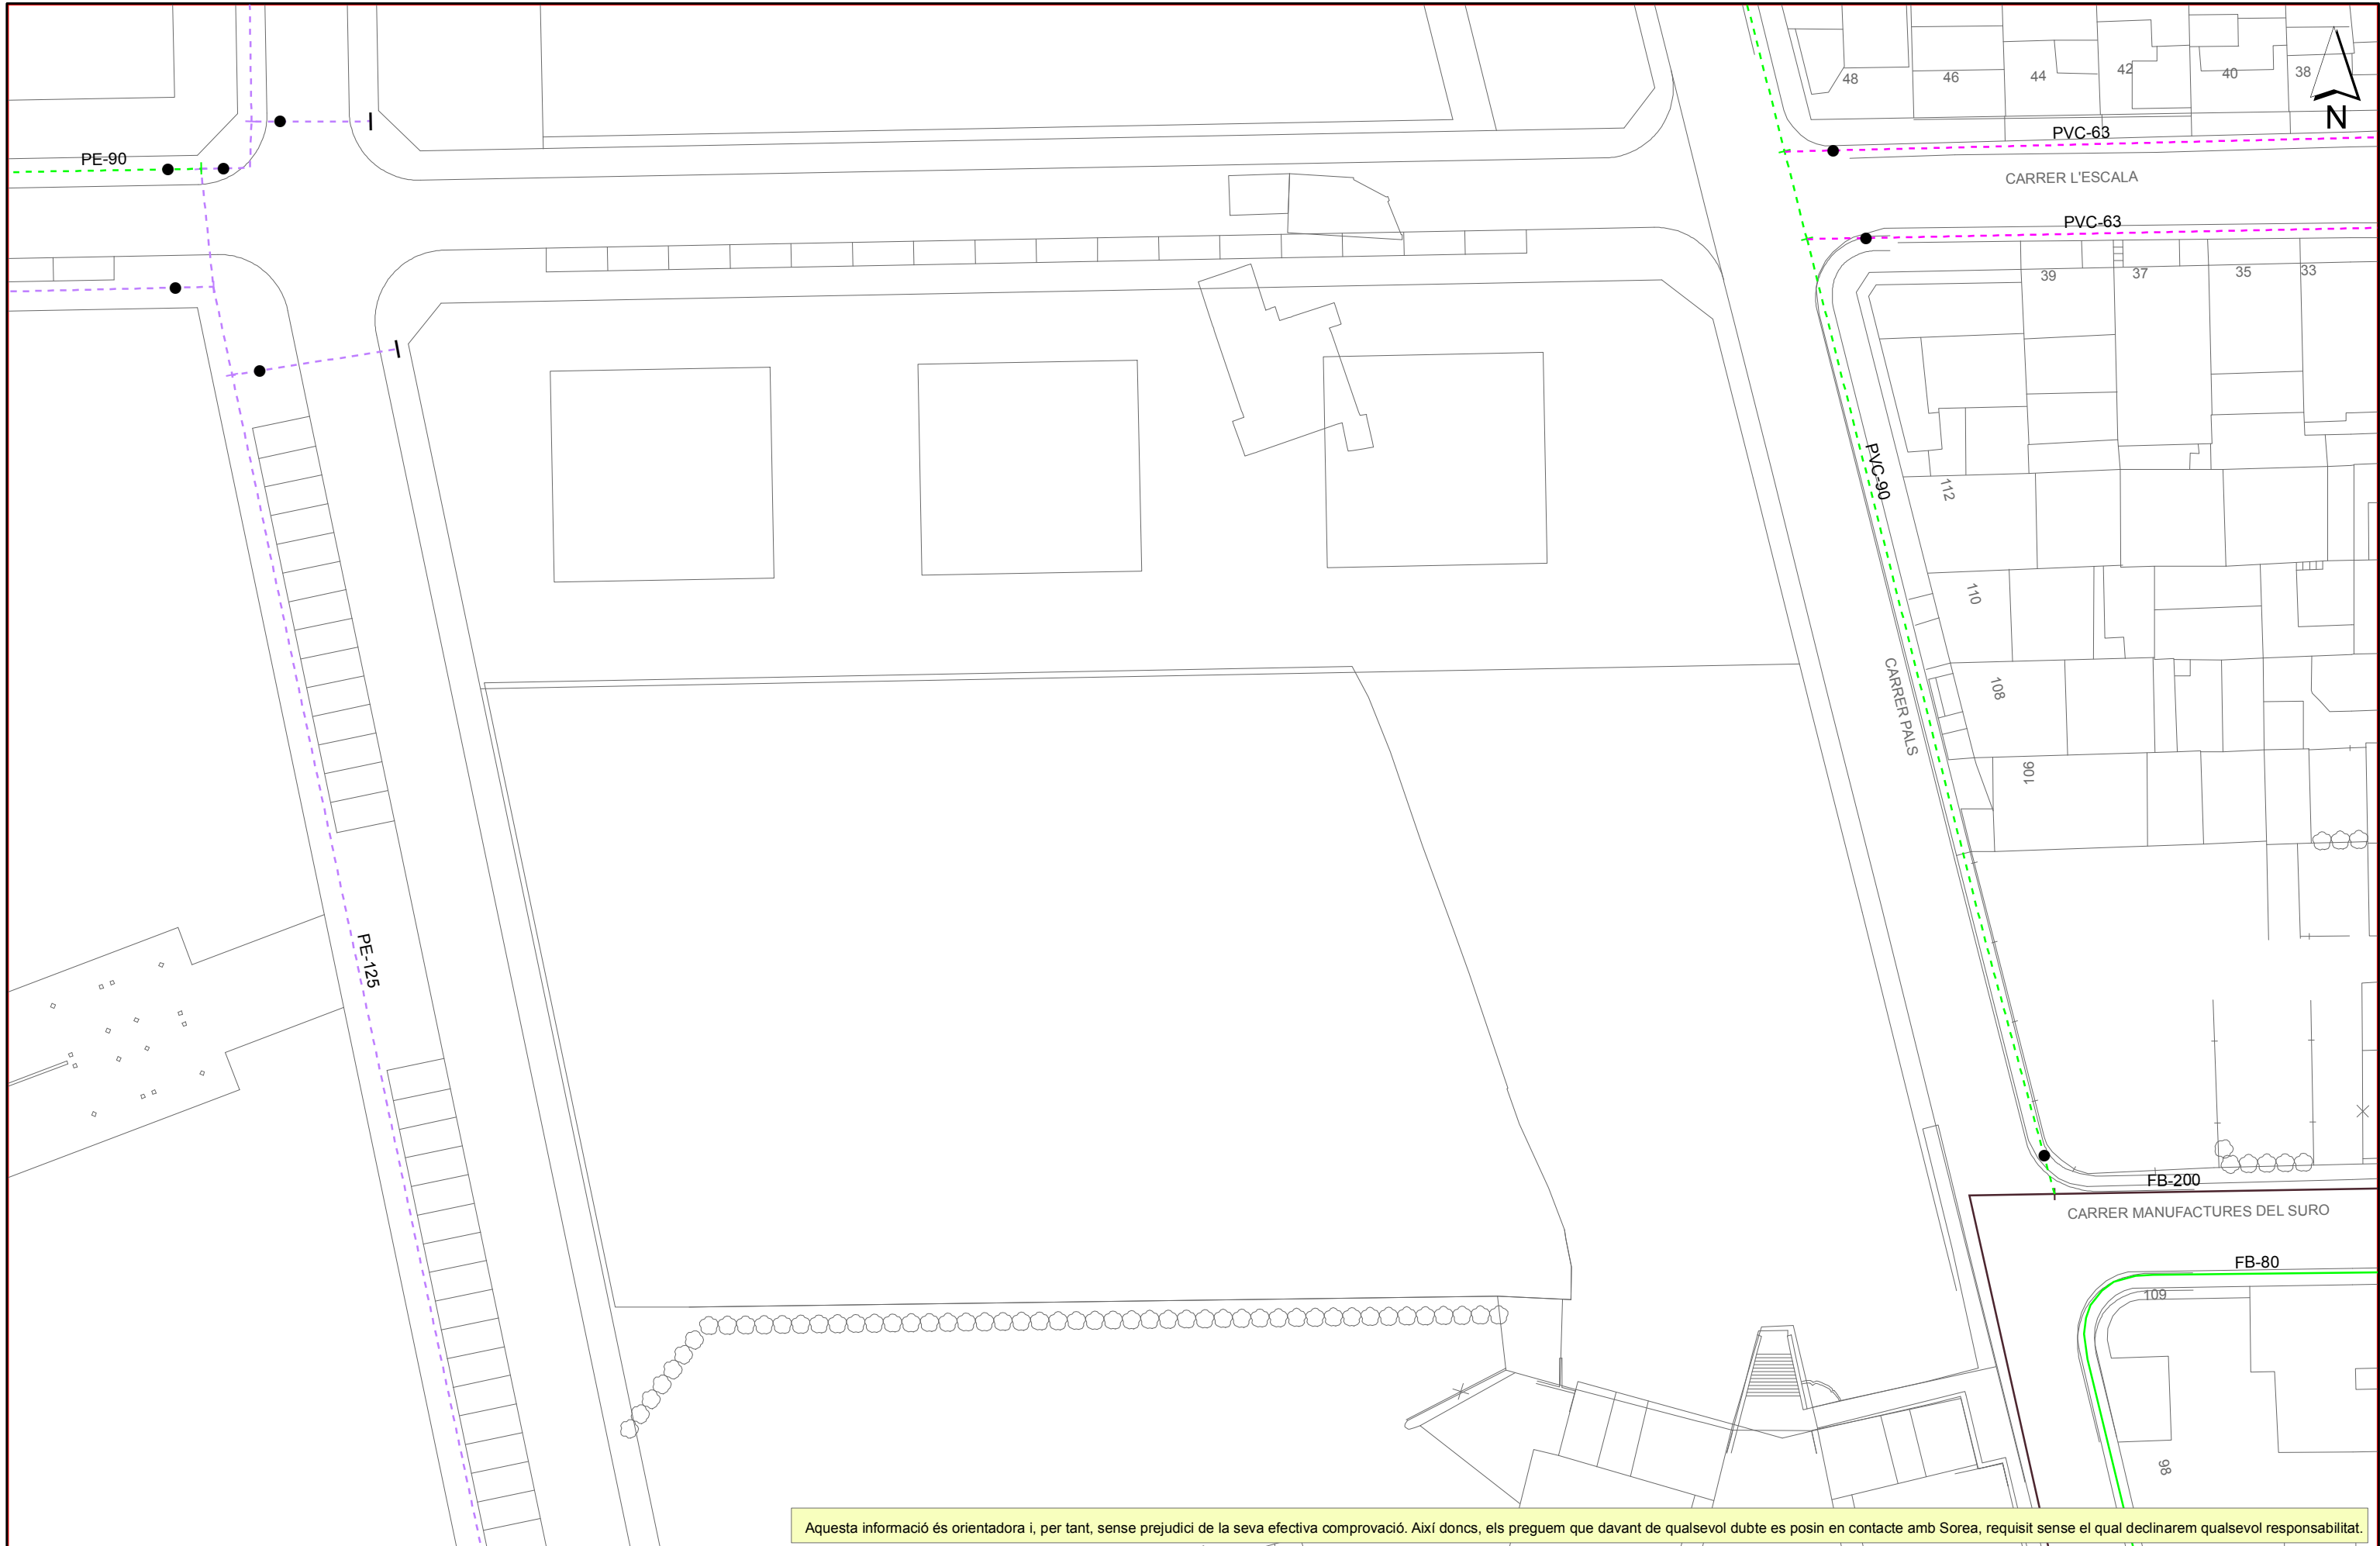 48
46
44
42
40
38
N
PVC-63
PE-90
CARRER L'ESCALA
PVC-63
39
37
35
33
PVC-90
112
110
CARRER PALS
108
106
PE-125
FB-200
CARRER MANUFACTURES DEL SURO
FB-80
109
98
Aquesta informació és orientadora i, per tant, sense prejudici de la seva efectiva comprovació. Així doncs, els preguem que davant de qualsevol dubte es posin en contacte amb Sorea, requisit sense el qual declinarem qualsevol responsabilitat.